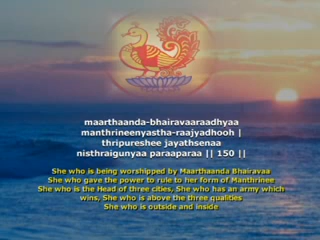 maarthaanda-bhairavaaraadhyaa
manthrineenyastha-raajyadhooh |
thripureshee jayathsenaa
nisthraigunyaa paraaparaa || 150 ||
She who is being worshipped by Maarthaanda Bhairavaa
She who gave the power to rule to her form of Manthrinee
She who is the Head of three cities, She who has an army which
wins, She who is above the three qualities
She who is outside and inside